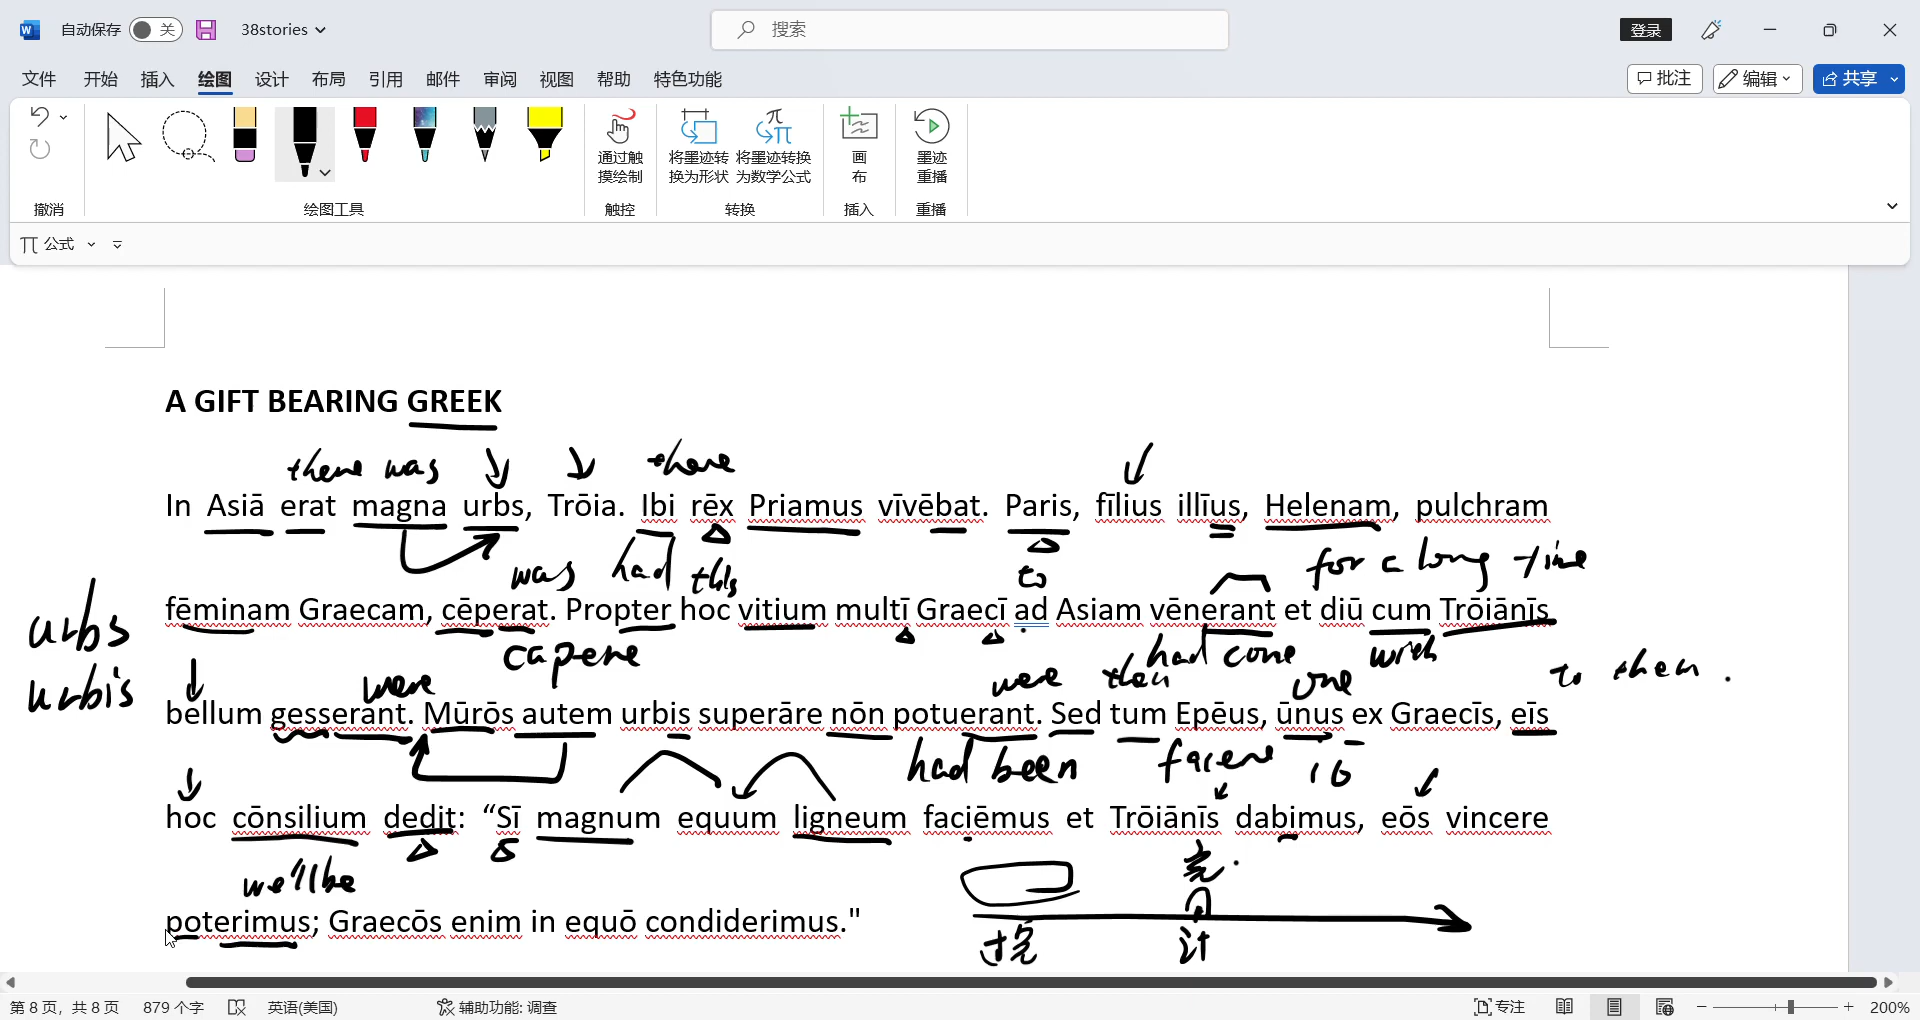 自动保存 关 38stories 搜索 登录
文件 开始 插入 绘图 设计 布局 引用 邮件 审阅 视图 帮助 特色功能 批注 编辑 共享
通过触摸绘制 将墨迹转换为形状 将墨迹转换为数学公式 画布 墨迹重播
撤消 绘图工具 触控 转换 插入 重播
公式
A GIFT BEARING GREEK
there was there
In Asiā erat magna urbs, Trōia. Ibi rēx Priamus vīvēbat. Paris, fīlius illīus, Helenam, pulchram
was had this to for a long time
fēminam Graecam, cēperat. Propter hoc vitium multī Graecī ad Asiam vēnerant et diū cum Trōiānīs
urbs capere had come with
urbis were were then one to them.
bellum gesserant. Mūrōs autem urbis superāre nōn potuerant. Sed tum Epēus, ūnus ex Graecīs, eīs
had been facere
hoc cōnsilium dedit: “Sī magnum equum ligneum faciēmus et Trōiānīs dabimus, eōs vincere
we'll be
poterimus; Graecōs enim in equō condiderimus."
第 8 页，共 8 页 879 个字 英语(美国) 辅助功能: 调查 专注 200%